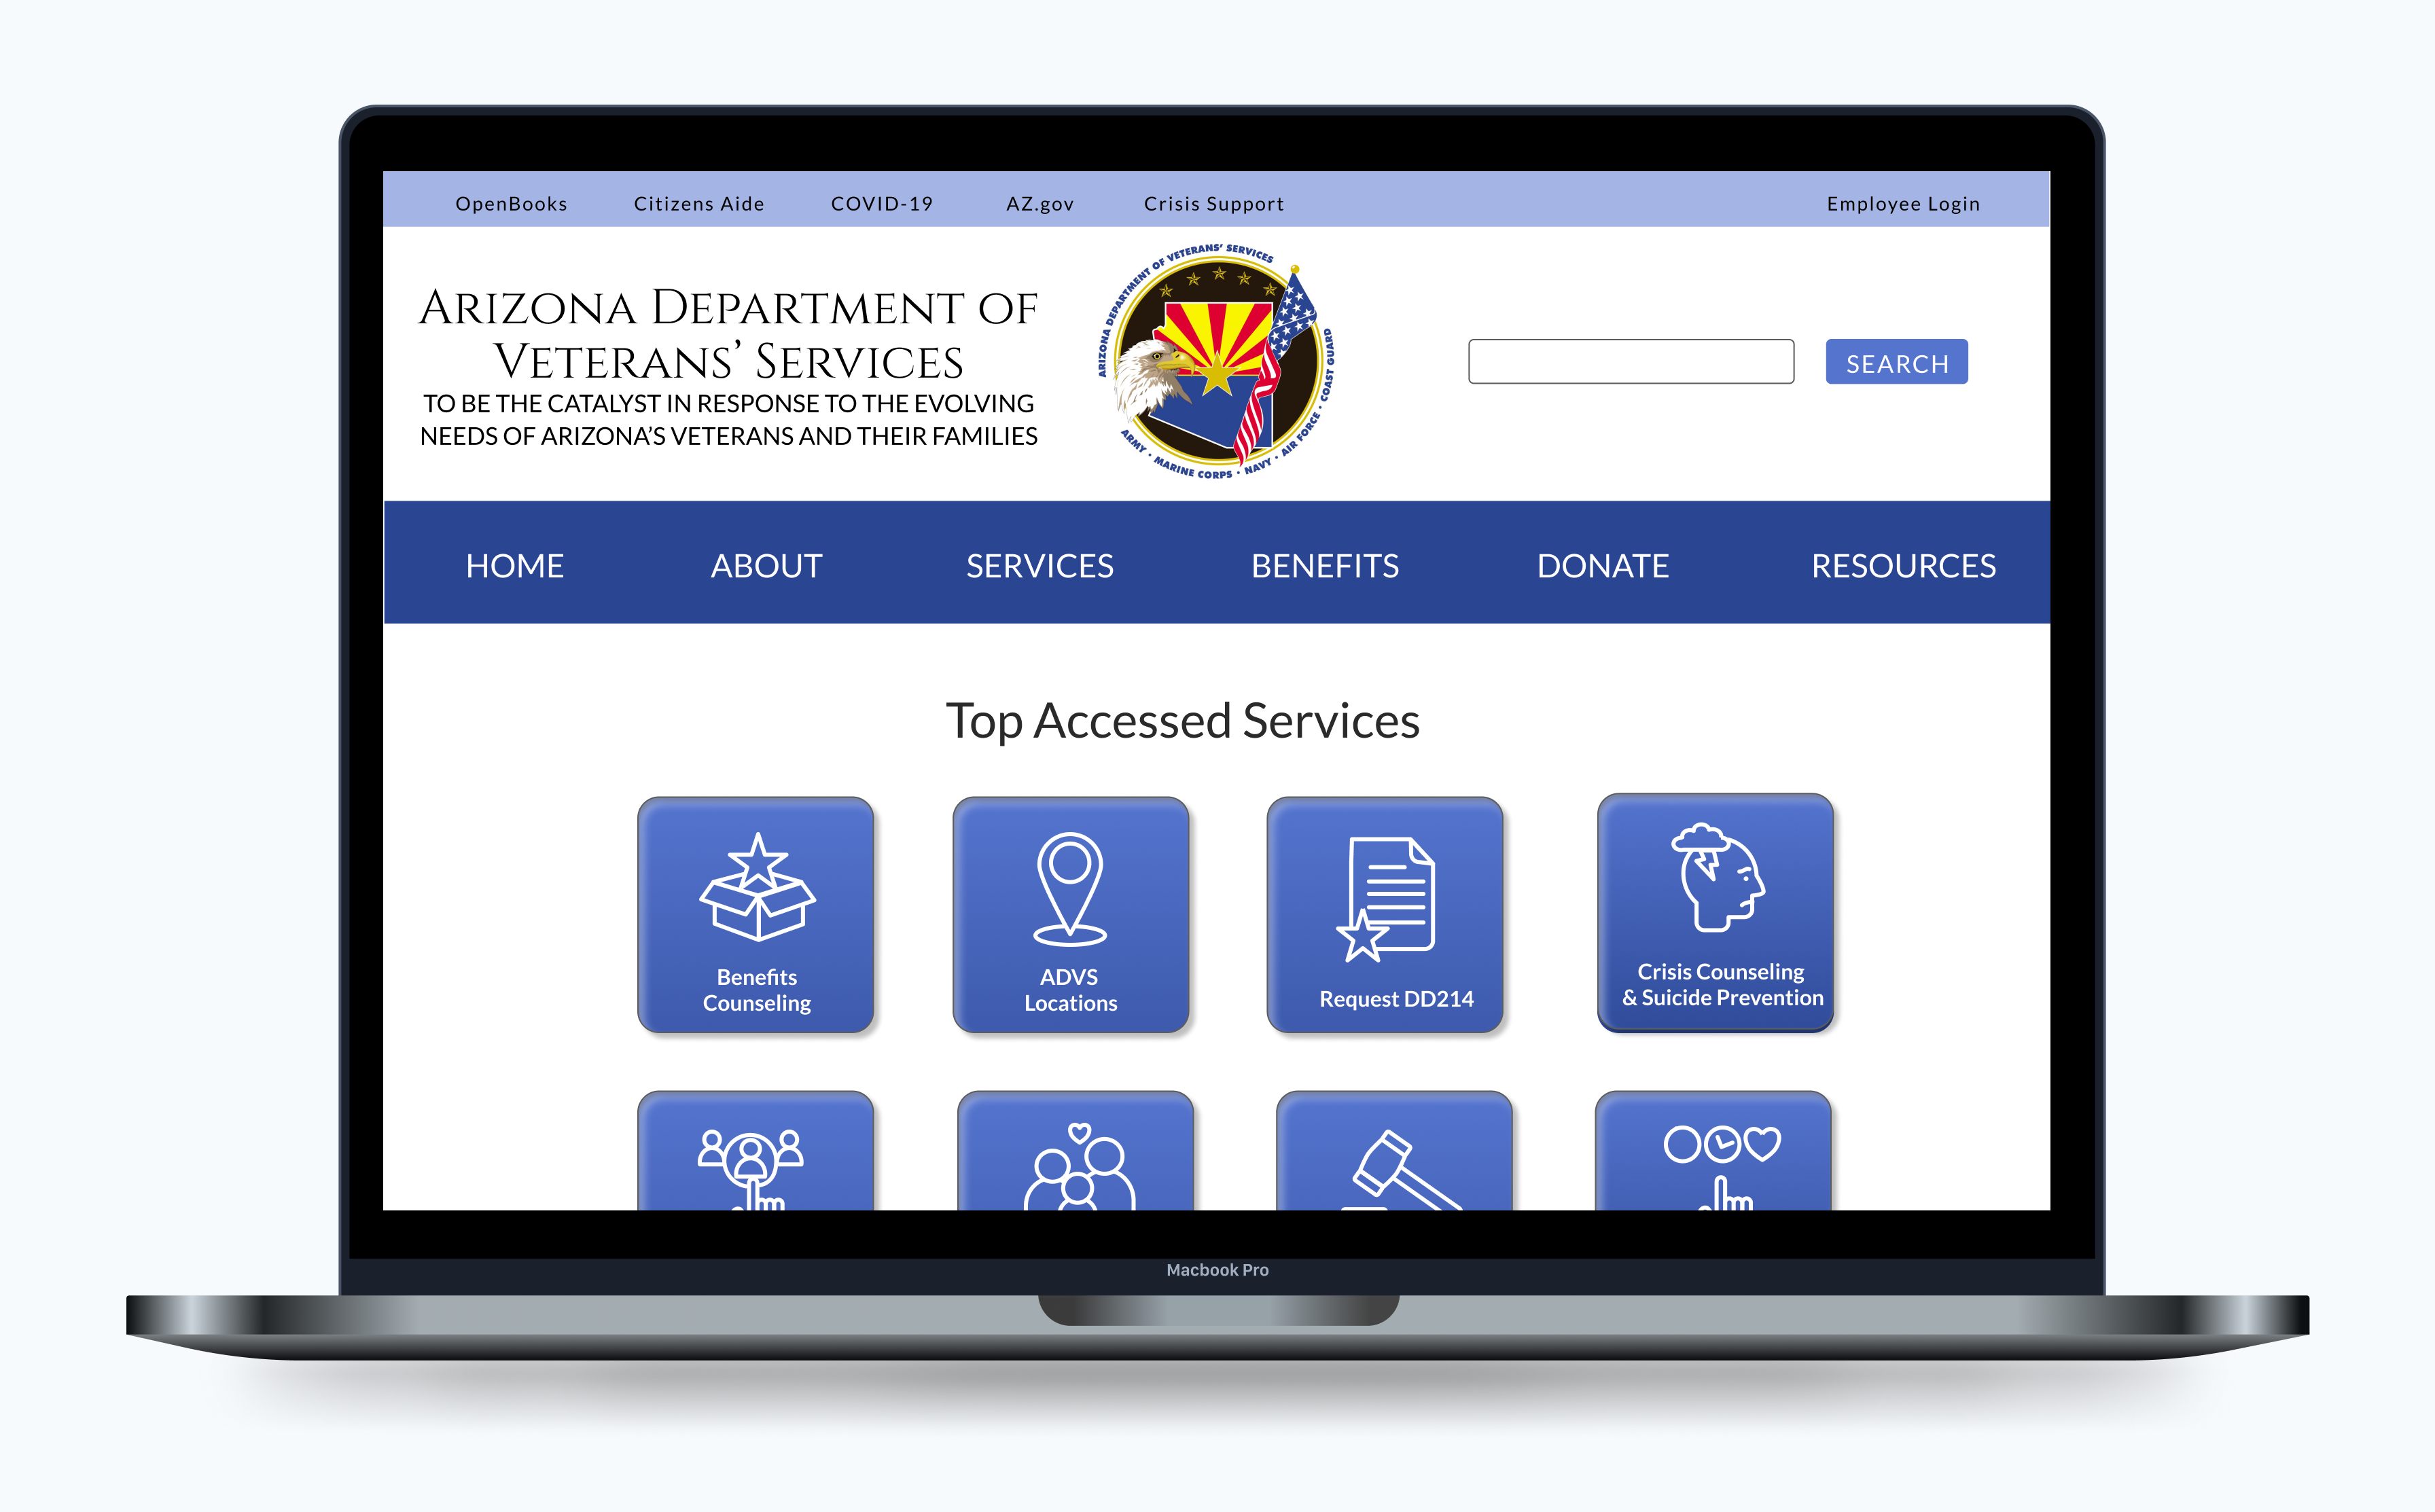 OpenBooks
Citizens Aide
COVID-19
AZ.gov
Crisis Support
Employee Login
ARIZONA DEPARTMENT OF
VETERANS’ SERVICES
TO BE THE CATALYST IN RESPONSE TO THE EVOLVING
NEEDS OF ARIZONA’S VETERANS AND THEIR FAMILIES
ARIZONA DEPARTMENT OF VETERANS’ SERVICES
ARMY • MARINE CORPS • NAVY • AIR FORCE • COAST GUARD
SEARCH
HOME
ABOUT
SERVICES
BENEFITS
DONATE
RESOURCES
Top Accessed Services
Benefits
Counseling
ADVS
Locations
Request DD214
Crisis Counseling
& Suicide Prevention
Macbook Pro